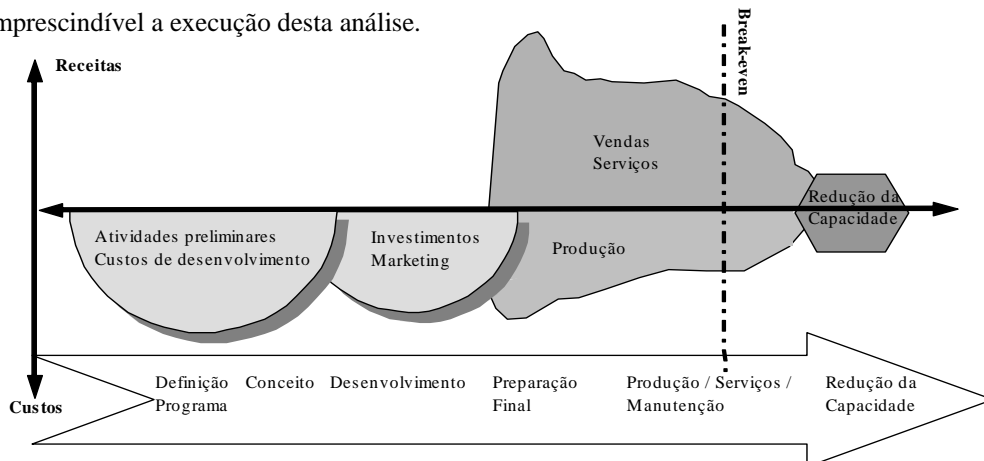 mprescindível a execução desta análise.
Receitas
Break-even
Vendas
Serviços
Redução da
Capacidade
Atividades preliminares
Custos de desenvolvimento
Investimentos
Marketing
Produção
Definição
Programa
Conceito
Desenvolvimento
Preparação
Final
Produção / Serviços /
Manutenção
Redução da
Capacidade
Custos